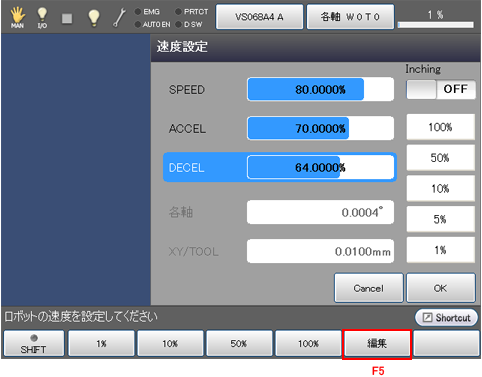 MAN
I/O
EMG
PRTCT
AUTO EN
D SW
VS068A4 A
各軸 W 0 T 0
1 %
速度設定
Inching
OFF
SPEED
80.0000%
ACCEL
70.0000%
DECEL
64.0000%
各軸
0.0004°
XY/TOOL
0.0100mm
100%
50%
10%
5%
1%
Cancel
OK
ロボットの速度を設定してください
Shortcut
SHIFT
1%
10%
50%
100%
編集
F5